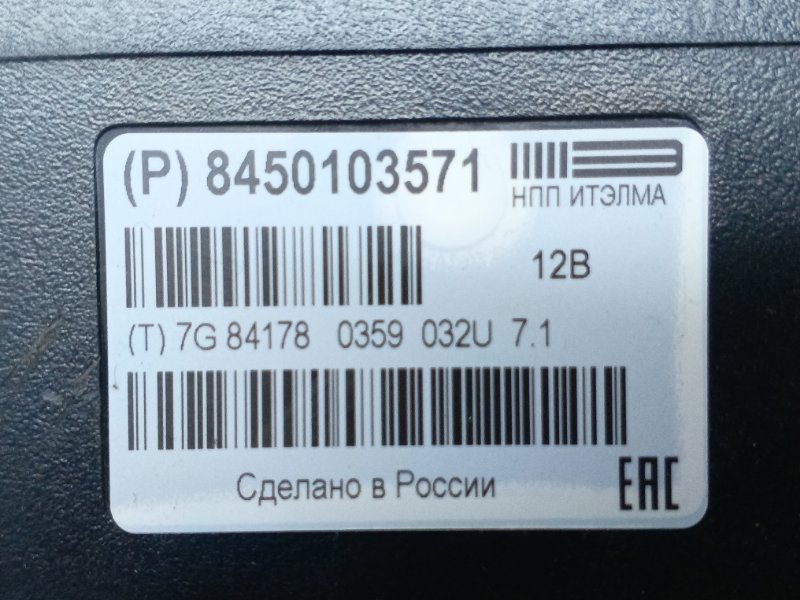 (P) 8450103571
НПП ИТЭЛМА
12В
(T) 7G 84178 0359 032U 7.1
Сделано в России
EAC